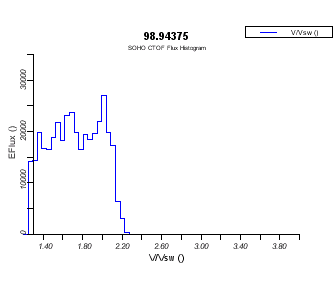 98.94375
SOHO CTOF Flux Histogram
V/Vsw ()
EFlux ()
30000
20000
10000
0
1.40 1.80 2.20 2.60 3.00 3.40 3.80
V/Vsw ()